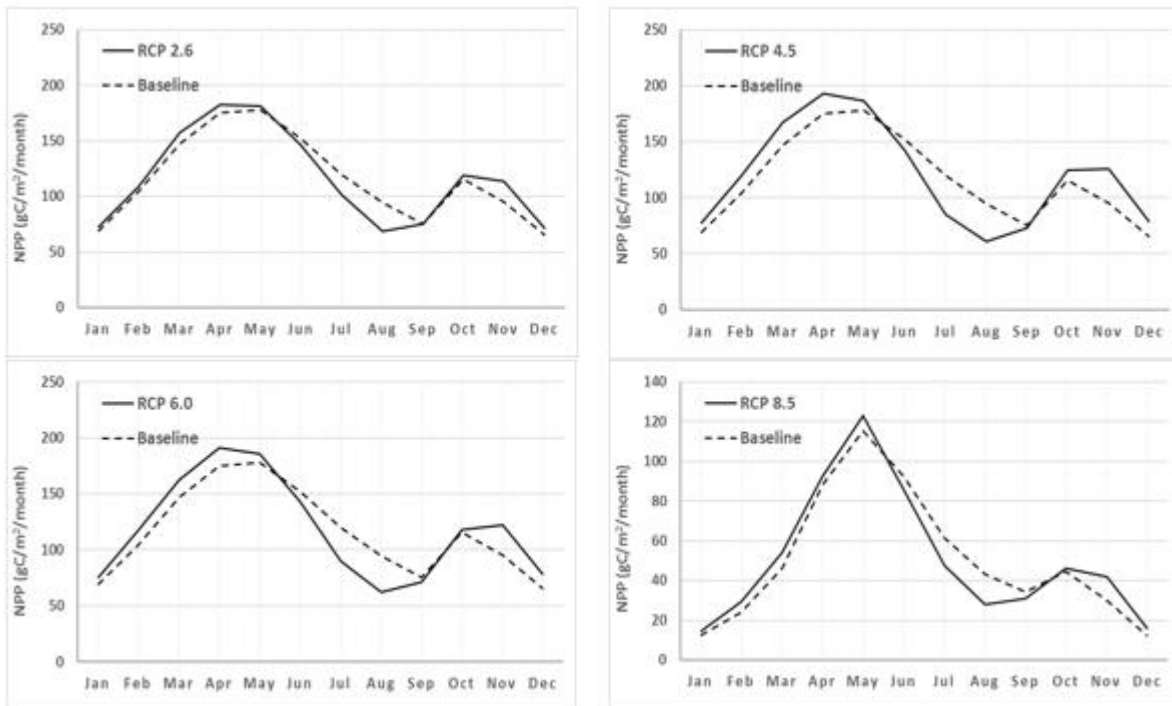 250
200
150
100
50
0
NPP (gC/m²/month)
RCP 2.6
Baseline
Jan Feb Mar Apr May Jun Jul Aug Sep Oct Nov Dec
250
200
150
100
50
0
NPP (gC/m²/month)
RCP 4.5
Baseline
Jan Feb Mar Apr May Jun Jul Aug Sep Oct Nov Dec
250
200
150
100
50
0
NPP (gC/m²/month)
RCP 6.0
Baseline
Jan Feb Mar Apr May Jun Jul Aug Sep Oct Nov Dec
140
120
100
80
60
40
20
0
NPP (gC/m²/month)
RCP 8.5
Baseline
Jan Feb Mar Apr May Jun Jul Aug Sep Oct Nov Dec